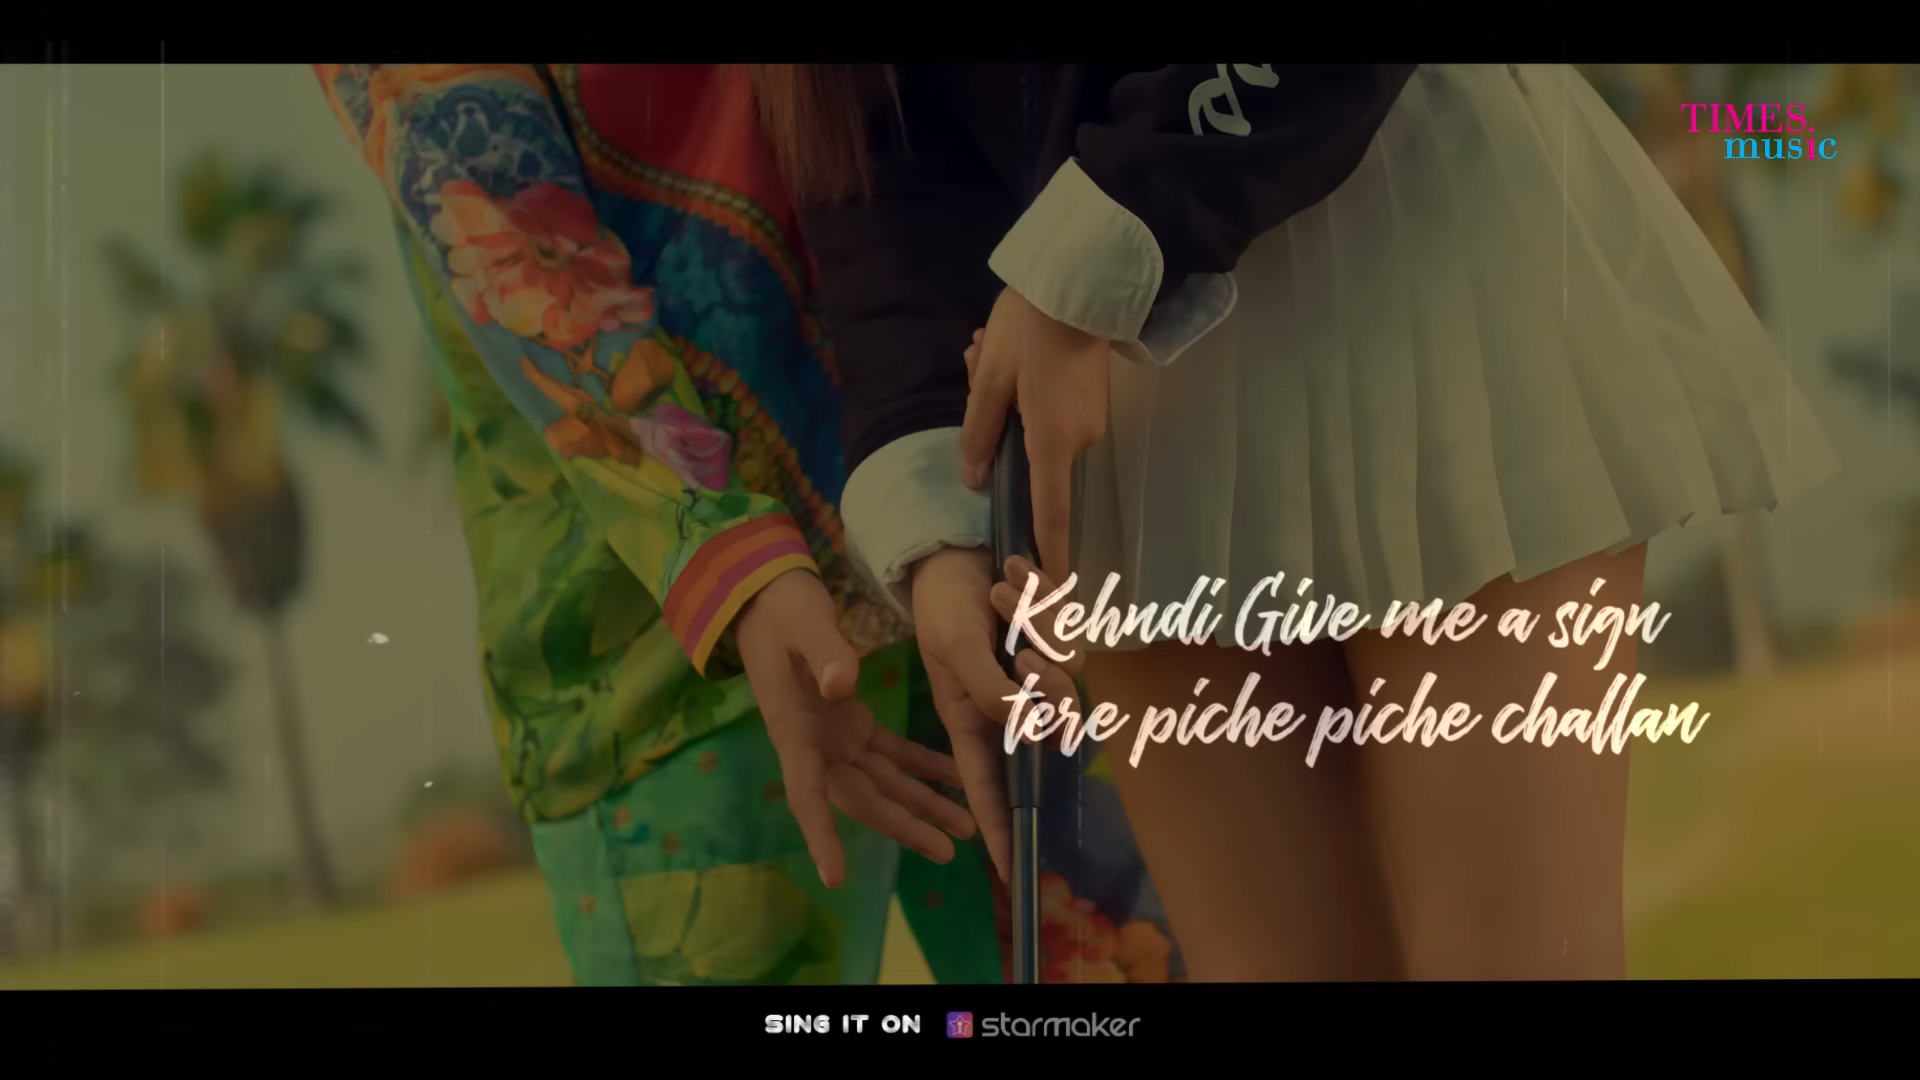 TIMES.
music
Kehndi Give me a sign
tere piche piche challan
SING IT ON starmaker